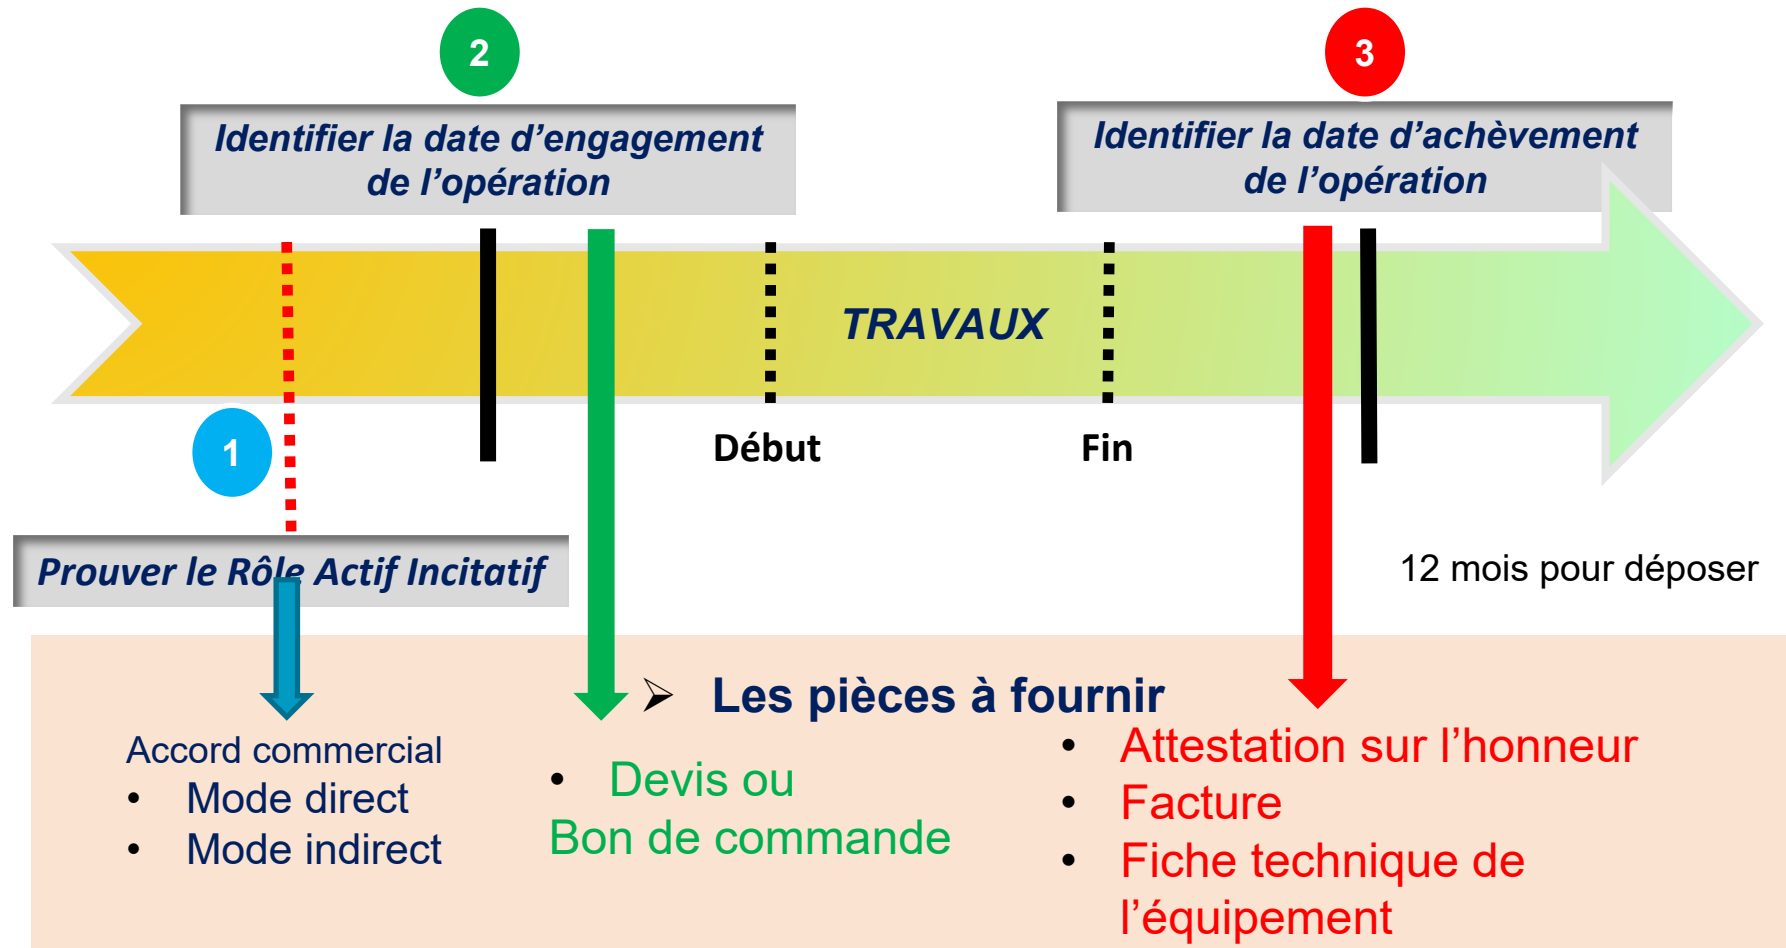 2
3
Identifier la date d’engagement
de l’opération
Identifier la date d’achèvement
de l’opération
TRAVAUX
1
Début
Fin
Prouver le Rôle Actif Incitatif
12 mois pour déposer
➢ Les pièces à fournir
Accord commercial
• Mode direct
• Mode indirect
• Devis ou
Bon de commande
• Attestation sur l’honneur
• Facture
• Fiche technique de
l’équipement